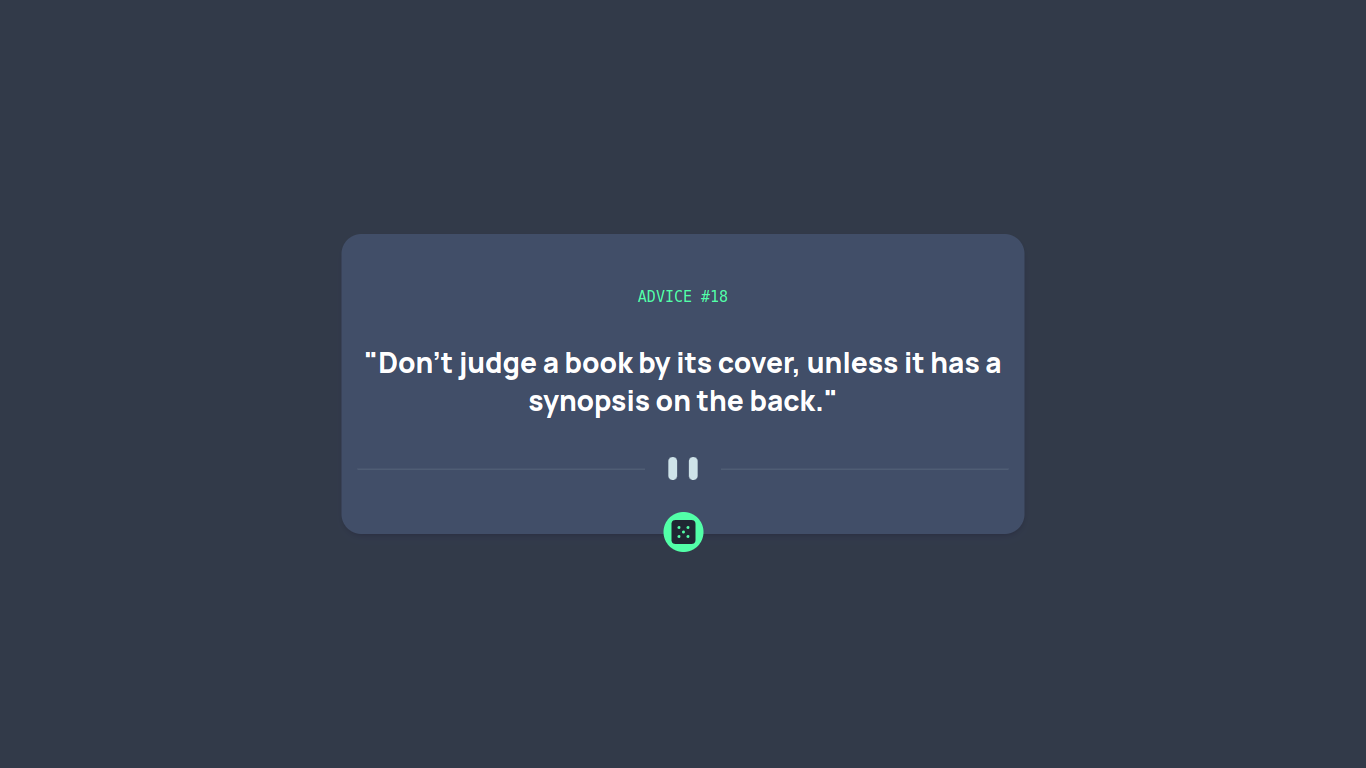 ADVICE #18
"Don’t judge a book by its cover, unless it has a
synopsis on the back."